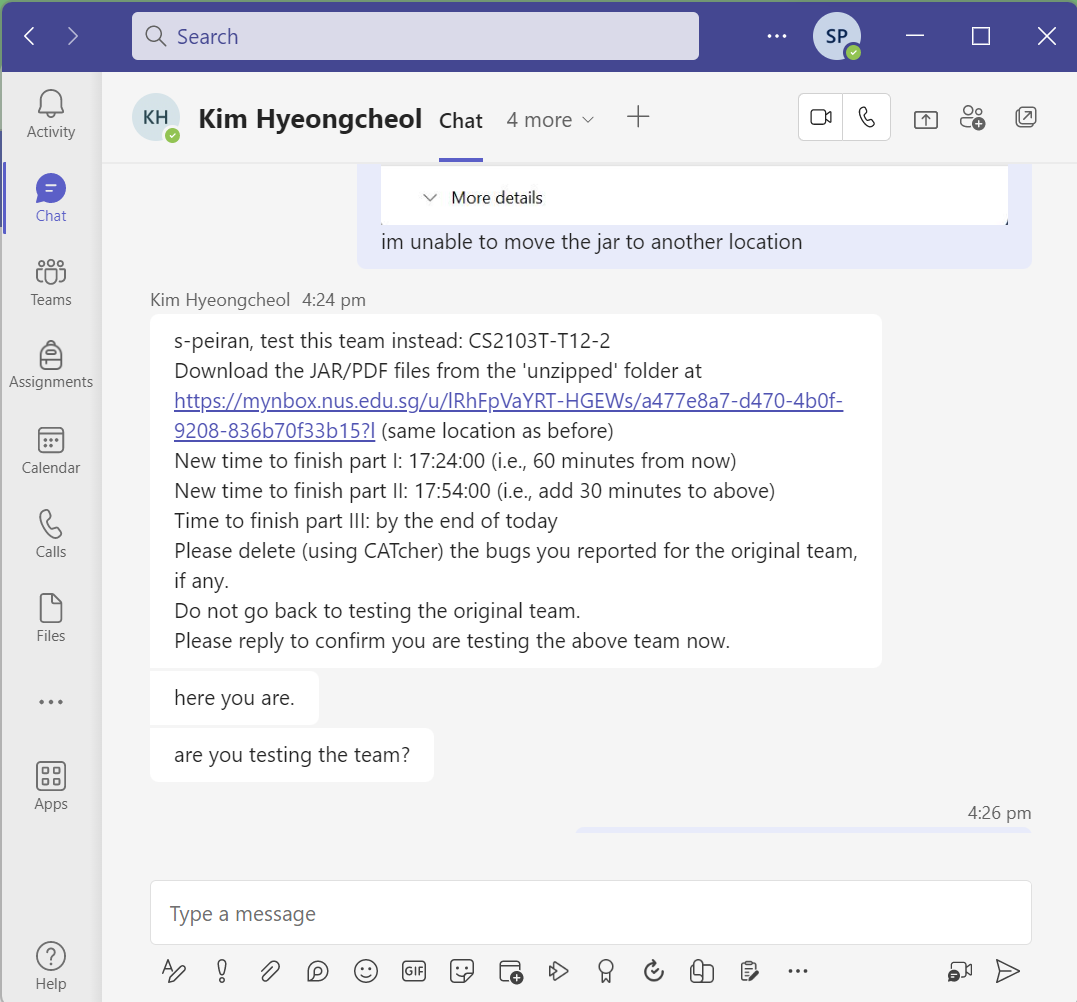 Search
SP
Activity
Chat
Teams
Assignments
Calendar
Calls
Files
Apps
Help
KH
Kim Hyeongcheol
Chat
4 more
More details
im unable to move the jar to another location
Kim Hyeongcheol 4:24 pm
s-peiran, test this team instead: CS2103T-T12-2
Download the JAR/PDF files from the 'unzipped' folder at
https://mynbox.nus.edu.sg/u/lRhFpVaYRT-HGEWs/a477e8a7-d470-4b0f-
9208-836b70f33b15?l (same location as before)
New time to finish part I: 17:24:00 (i.e., 60 minutes from now)
New time to finish part II: 17:54:00 (i.e., add 30 minutes to above)
Time to finish part III: by the end of today
Please delete (using CATcher) the bugs you reported for the original team,
if any.
Do not go back to testing the original team.
Please reply to confirm you are testing the above team now.
here you are.
are you testing the team?
4:26 pm
Type a message
GIF